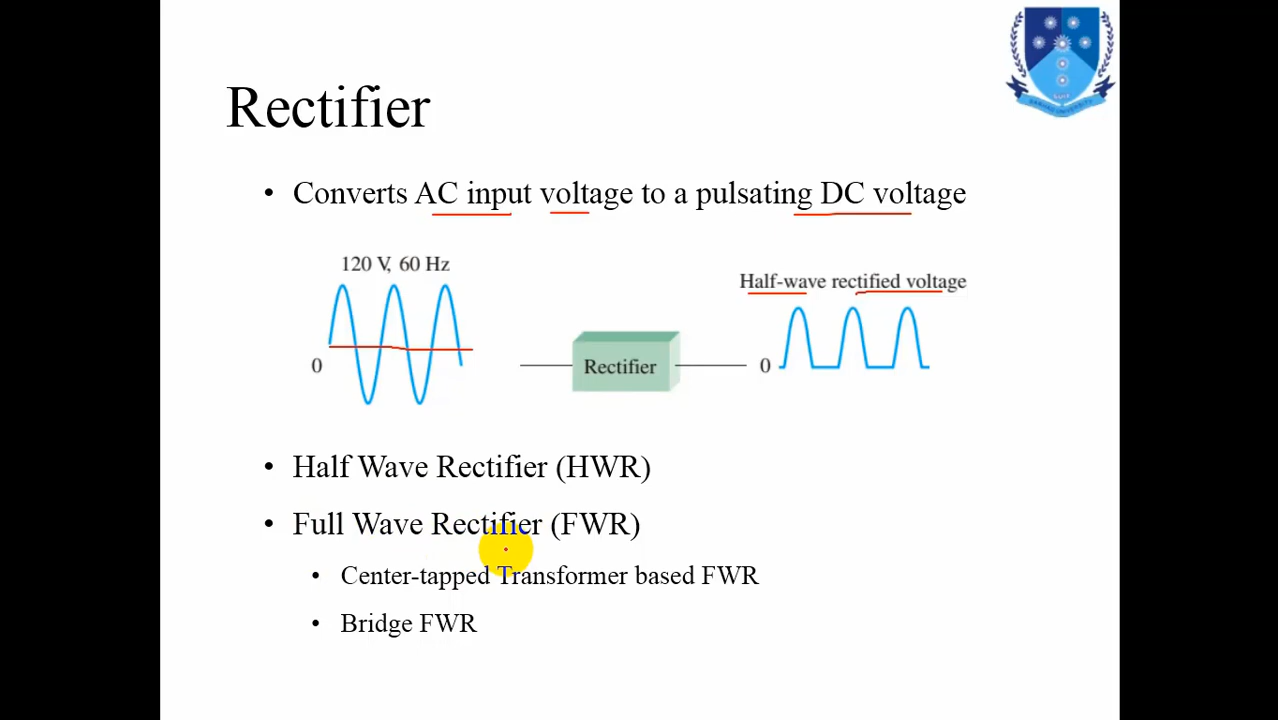 Rectifier
• Converts AC input voltage to a pulsating DC voltage
120 V, 60 Hz
Half-wave rectified voltage
0
Rectifier
0
• Half Wave Rectifier (HWR)
• Full Wave Rectifier (FWR)
• Center-tapped Transformer based FWR
• Bridge FWR